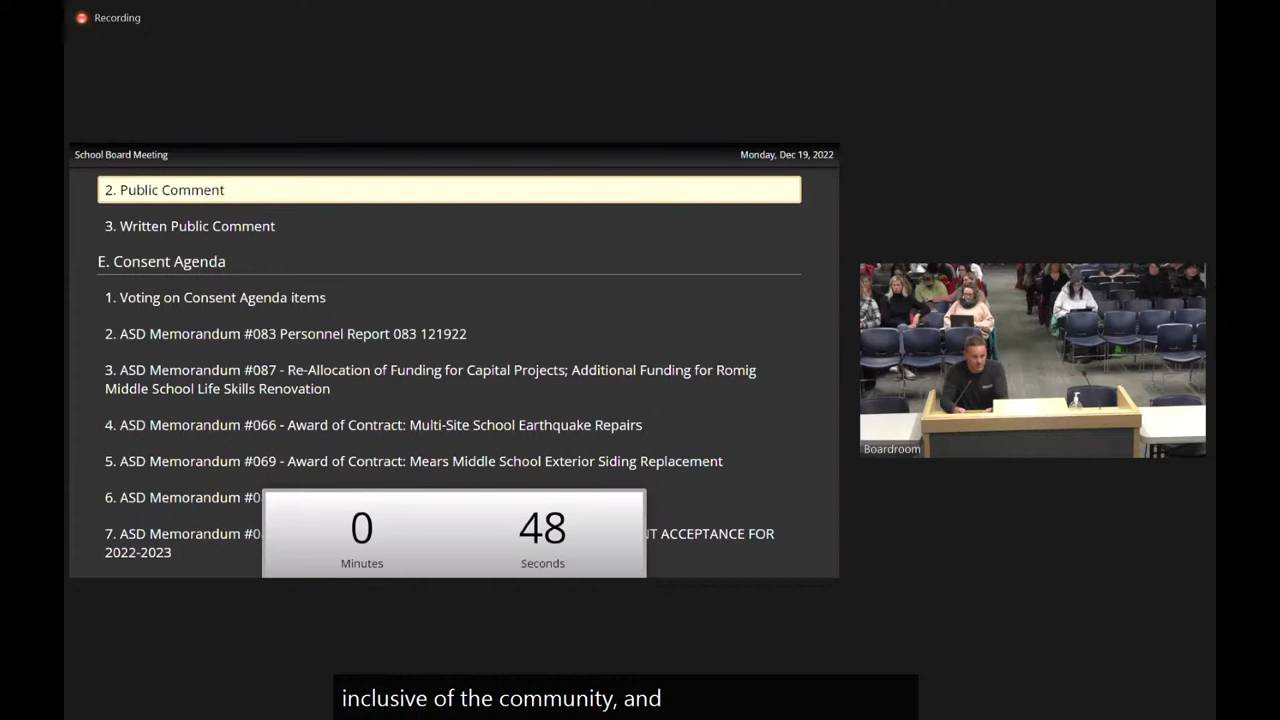 Recording
School Board Meeting
Monday, Dec 19, 2022
2. Public Comment
3. Written Public Comment
E. Consent Agenda
1. Voting on Consent Agenda items
2. ASD Memorandum #083 Personnel Report 083 121922
3. ASD Memorandum #087 - Re-Allocation of Funding for Capital Projects; Additional Funding for Romig
Middle School Life Skills Renovation
4. ASD Memorandum #066 - Award of Contract: Multi-Site School Earthquake Repairs
5. ASD Memorandum #069 - Award of Contract: Mears Middle School Exterior Siding Replacement
6. ASD Memorandum #0
7. ASD Memorandum #0
ACCEPTANCE FOR
2022-2023
0
48
Minutes
Seconds
Boardroom
inclusive of the community, and